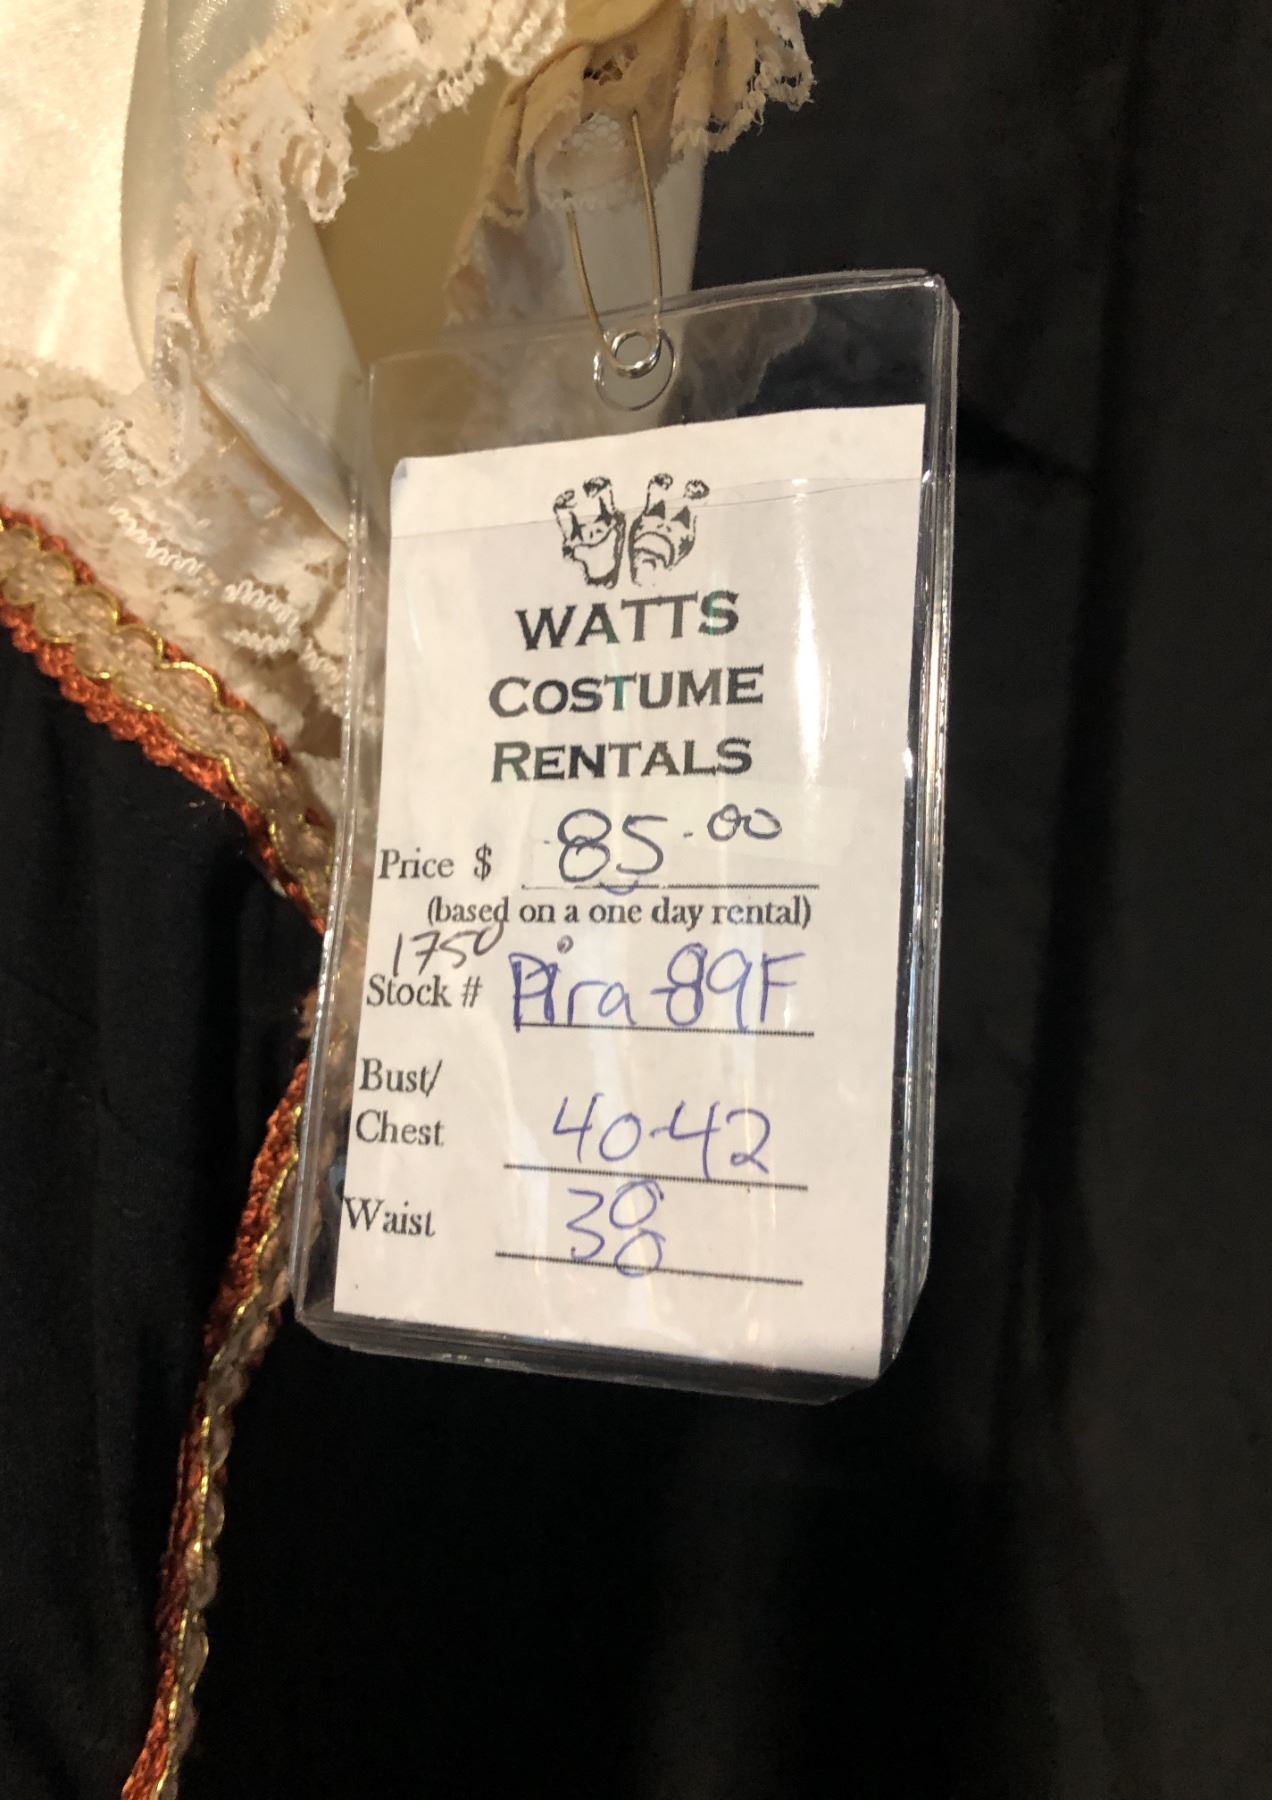 WATTS
COSTUME
RENTALS
Price $ 85.00
(based on a one day rental)
1750
Stock # Pira-89F
Bust/
Chest 40-42
Waist 38